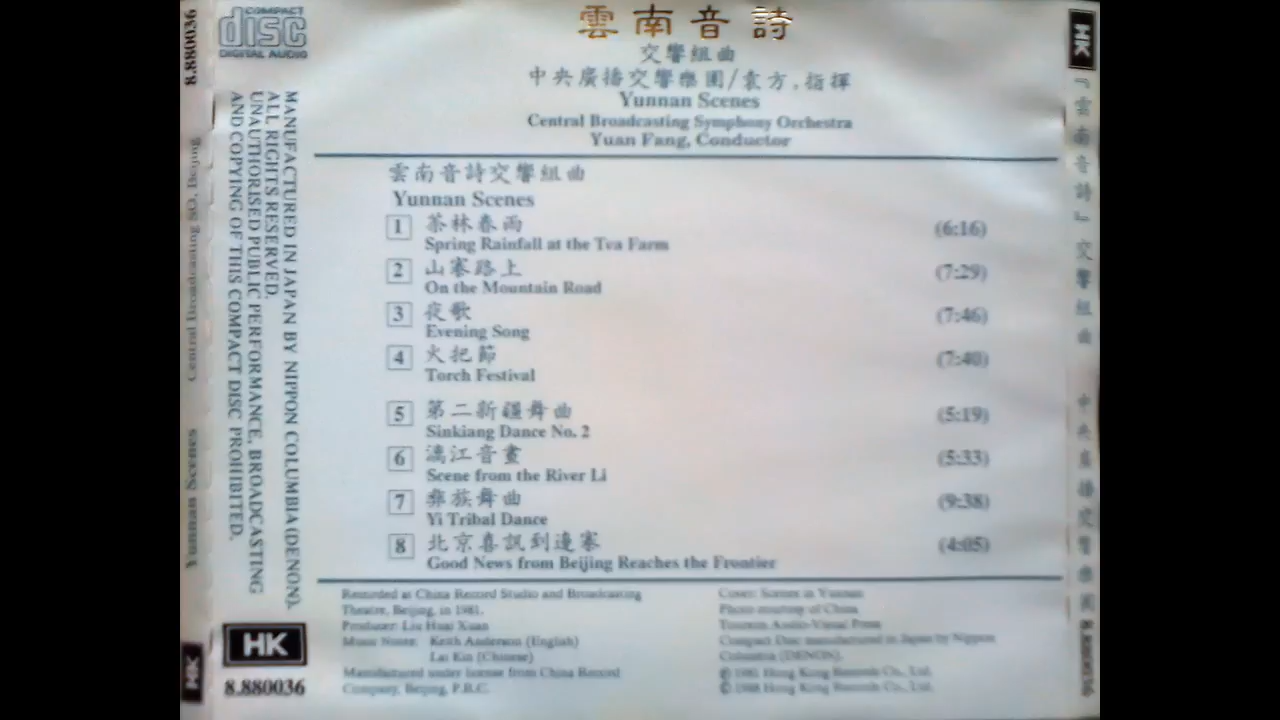 8.880036
COMPACT
disc
DIGITAL AUDIO
MANUFACTURED IN JAPAN BY NIPPON COLUMBIA (DENON).
ALL RIGHTS RESERVED.
UNAUTHORISED PUBLIC PERFORMANCE, BROADCASTING
AND COPYING OF THIS COMPACT DISC PROHIBITED.
Central Broadcasting SO, Beijing
Yunnan Scenes
HK
雲南音詩
交響組曲
中央廣播交響樂團/袁方.指揮
Yunnan Scenes
Central Broadcasting Symphony Orchestra
Yuan Fang, Conductor
雲南音詩交響組曲
Yunnan Scenes
1 茶林春雨 (6:16)
Spring Rainfall at the Tea Farm
2 山寨路上 (7:29)
On the Mountain Road
3 夜歌 (7:46)
Evening Song
4 火把節 (7:40)
Torch Festival
5 第二新疆舞曲 (5:19)
Sinkiang Dance No. 2
6 漓江音畫 (5:33)
Scene from the River Li
7 彝族舞曲 (9:38)
Yi Tribal Dance
8 北京喜訊到邊寨 (4:05)
Good News from Beijing Reaches the Frontier
HK
8.880036
Recorded at China Record Studio and Broadcasting
Theatre, Beijing, in 1981.
Producer: Liu Huai Xuan
Music Notes: Keith Anderson (English)
Lai Kin (Chinese)
Manufactured under license from China Record
Company, Beijing, P.R.C.
Cover: Scenes in Yunnan
Photo courtesy of China
Tourism Audio-Visual Press
Compact Disc manufactured in Japan by Nippon
Columbia (DENON).
Hong Kong Records Co., Ltd.
1988 Hong Kong Records Co., Ltd.
HK
『雲南音詩』交響組曲
中央廣播交響樂團
8.880036